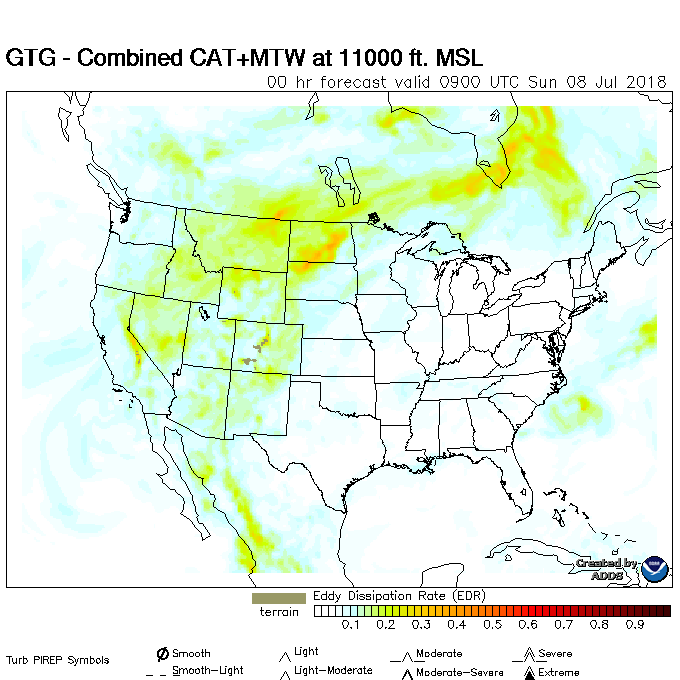 GTG - Combined CAT+MTW at 11000 ft. MSL
00 hr forecast valid 0900 UTC Sun 08 Jul 2018
Created by
ADDS
Eddy Dissipation Rate (EDR)
terrain
0.1 0.2 0.3 0.4 0.5 0.6 0.7 0.8 0.9
Turb PIREP Symbols
Smooth Light Moderate Severe
Smooth-Light Light-Moderate Moderate-Severe Extreme